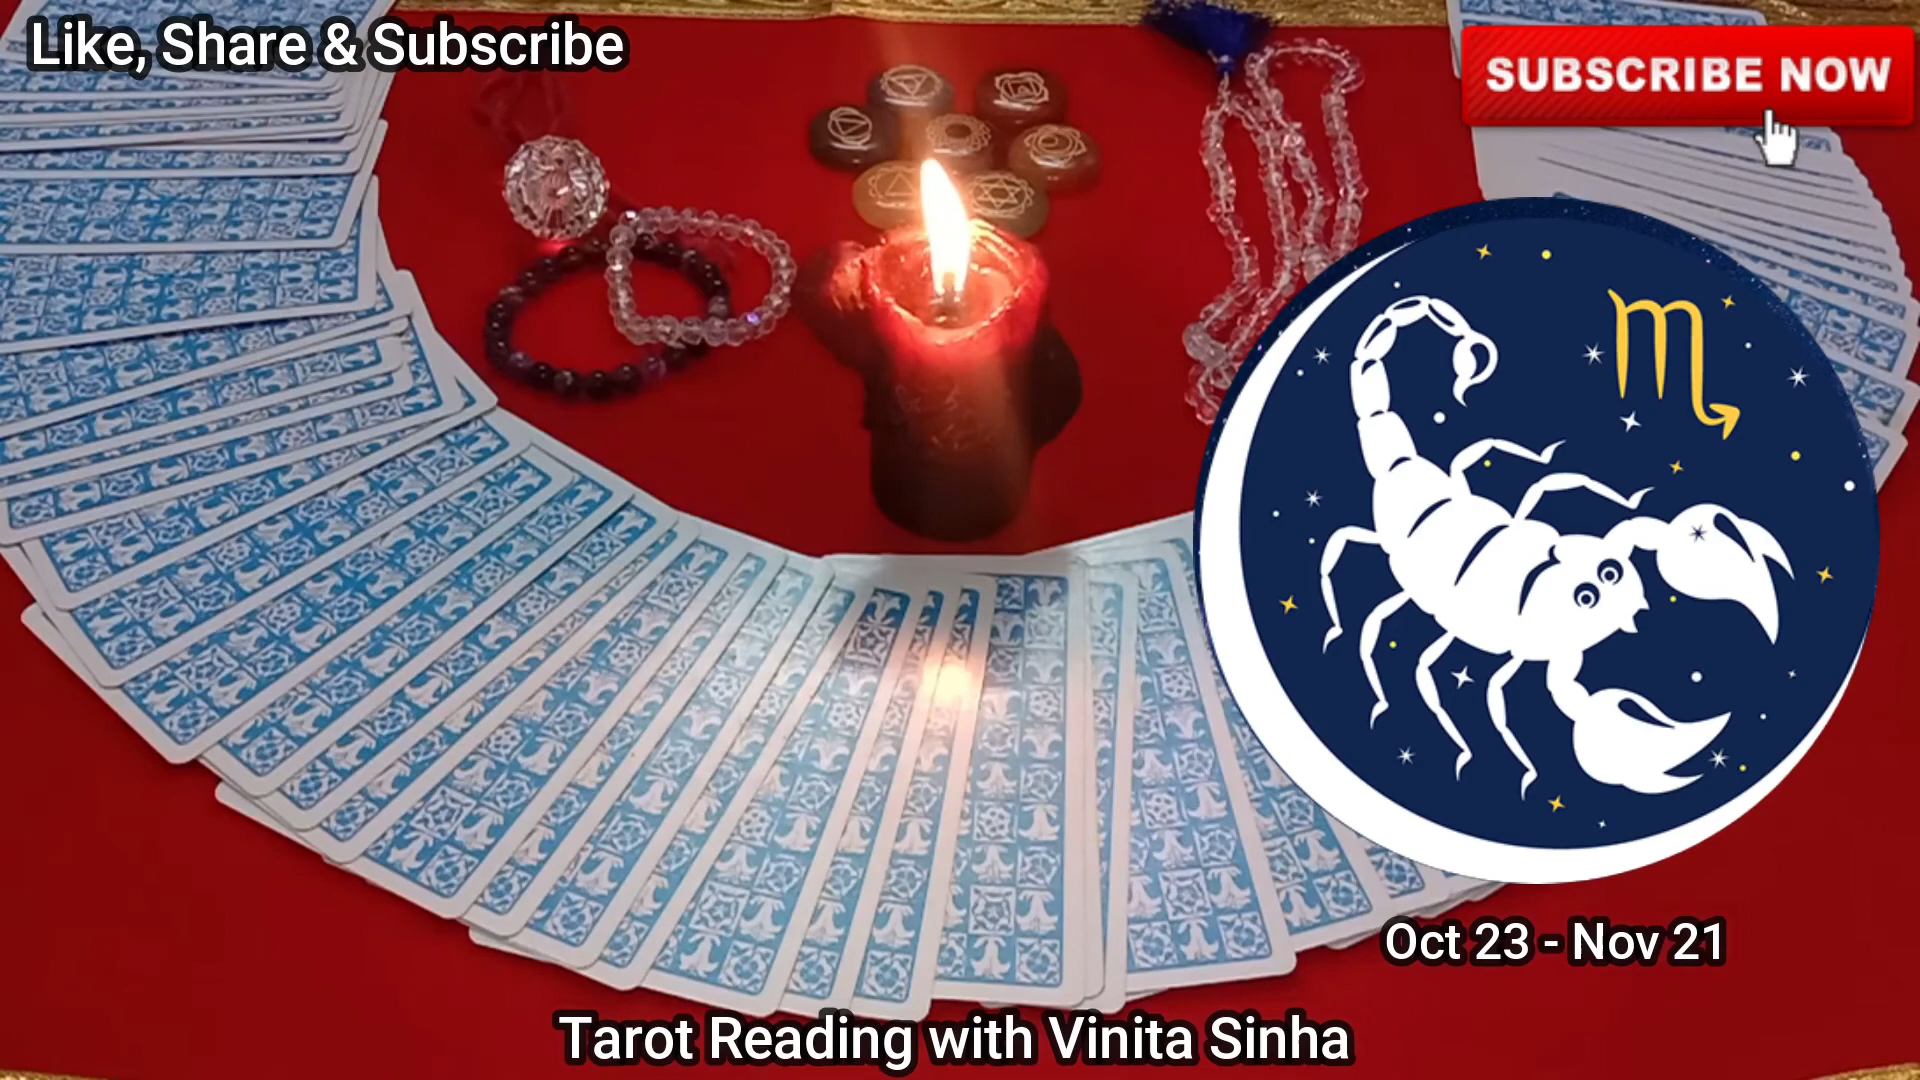 Like, Share & Subscribe
SUBSCRIBE NOW
Oct 23 - Nov 21
Tarot Reading with Vinita Sinha